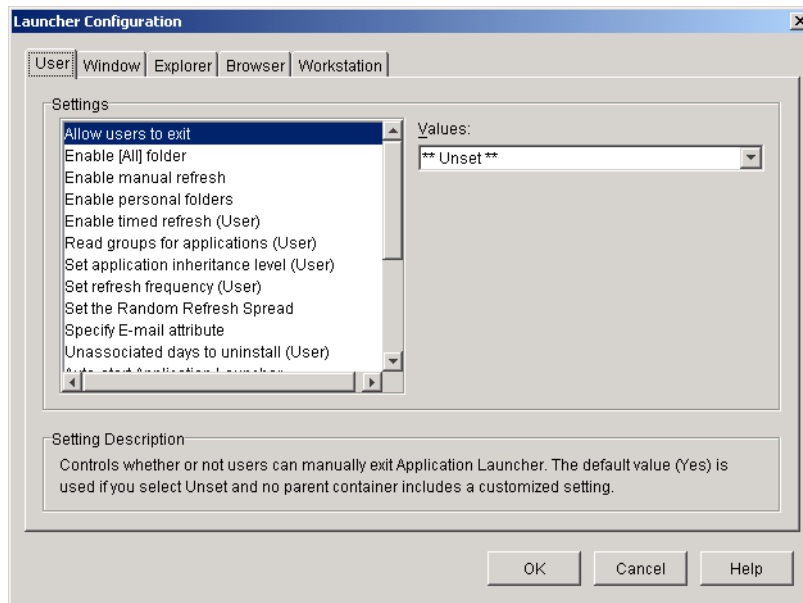 Launcher Configuration
User
Window
Explorer
Browser
Workstation
Settings
Allow users to exit
Enable [All] folder
Enable manual refresh
Enable personal folders
Enable timed refresh (User)
Read groups for applications (User)
Set application inheritance level (User)
Set refresh frequency (User)
Set the Random Refresh Spread
Specify E-mail attribute
Unassociated days to uninstall (User)
Auto-start Application Launcher
Values:
** Unset **
Setting Description
Controls whether or not users can manually exit Application Launcher. The default value (Yes) is
used if you select Unset and no parent container includes a customized setting.
OK
Cancel
Help